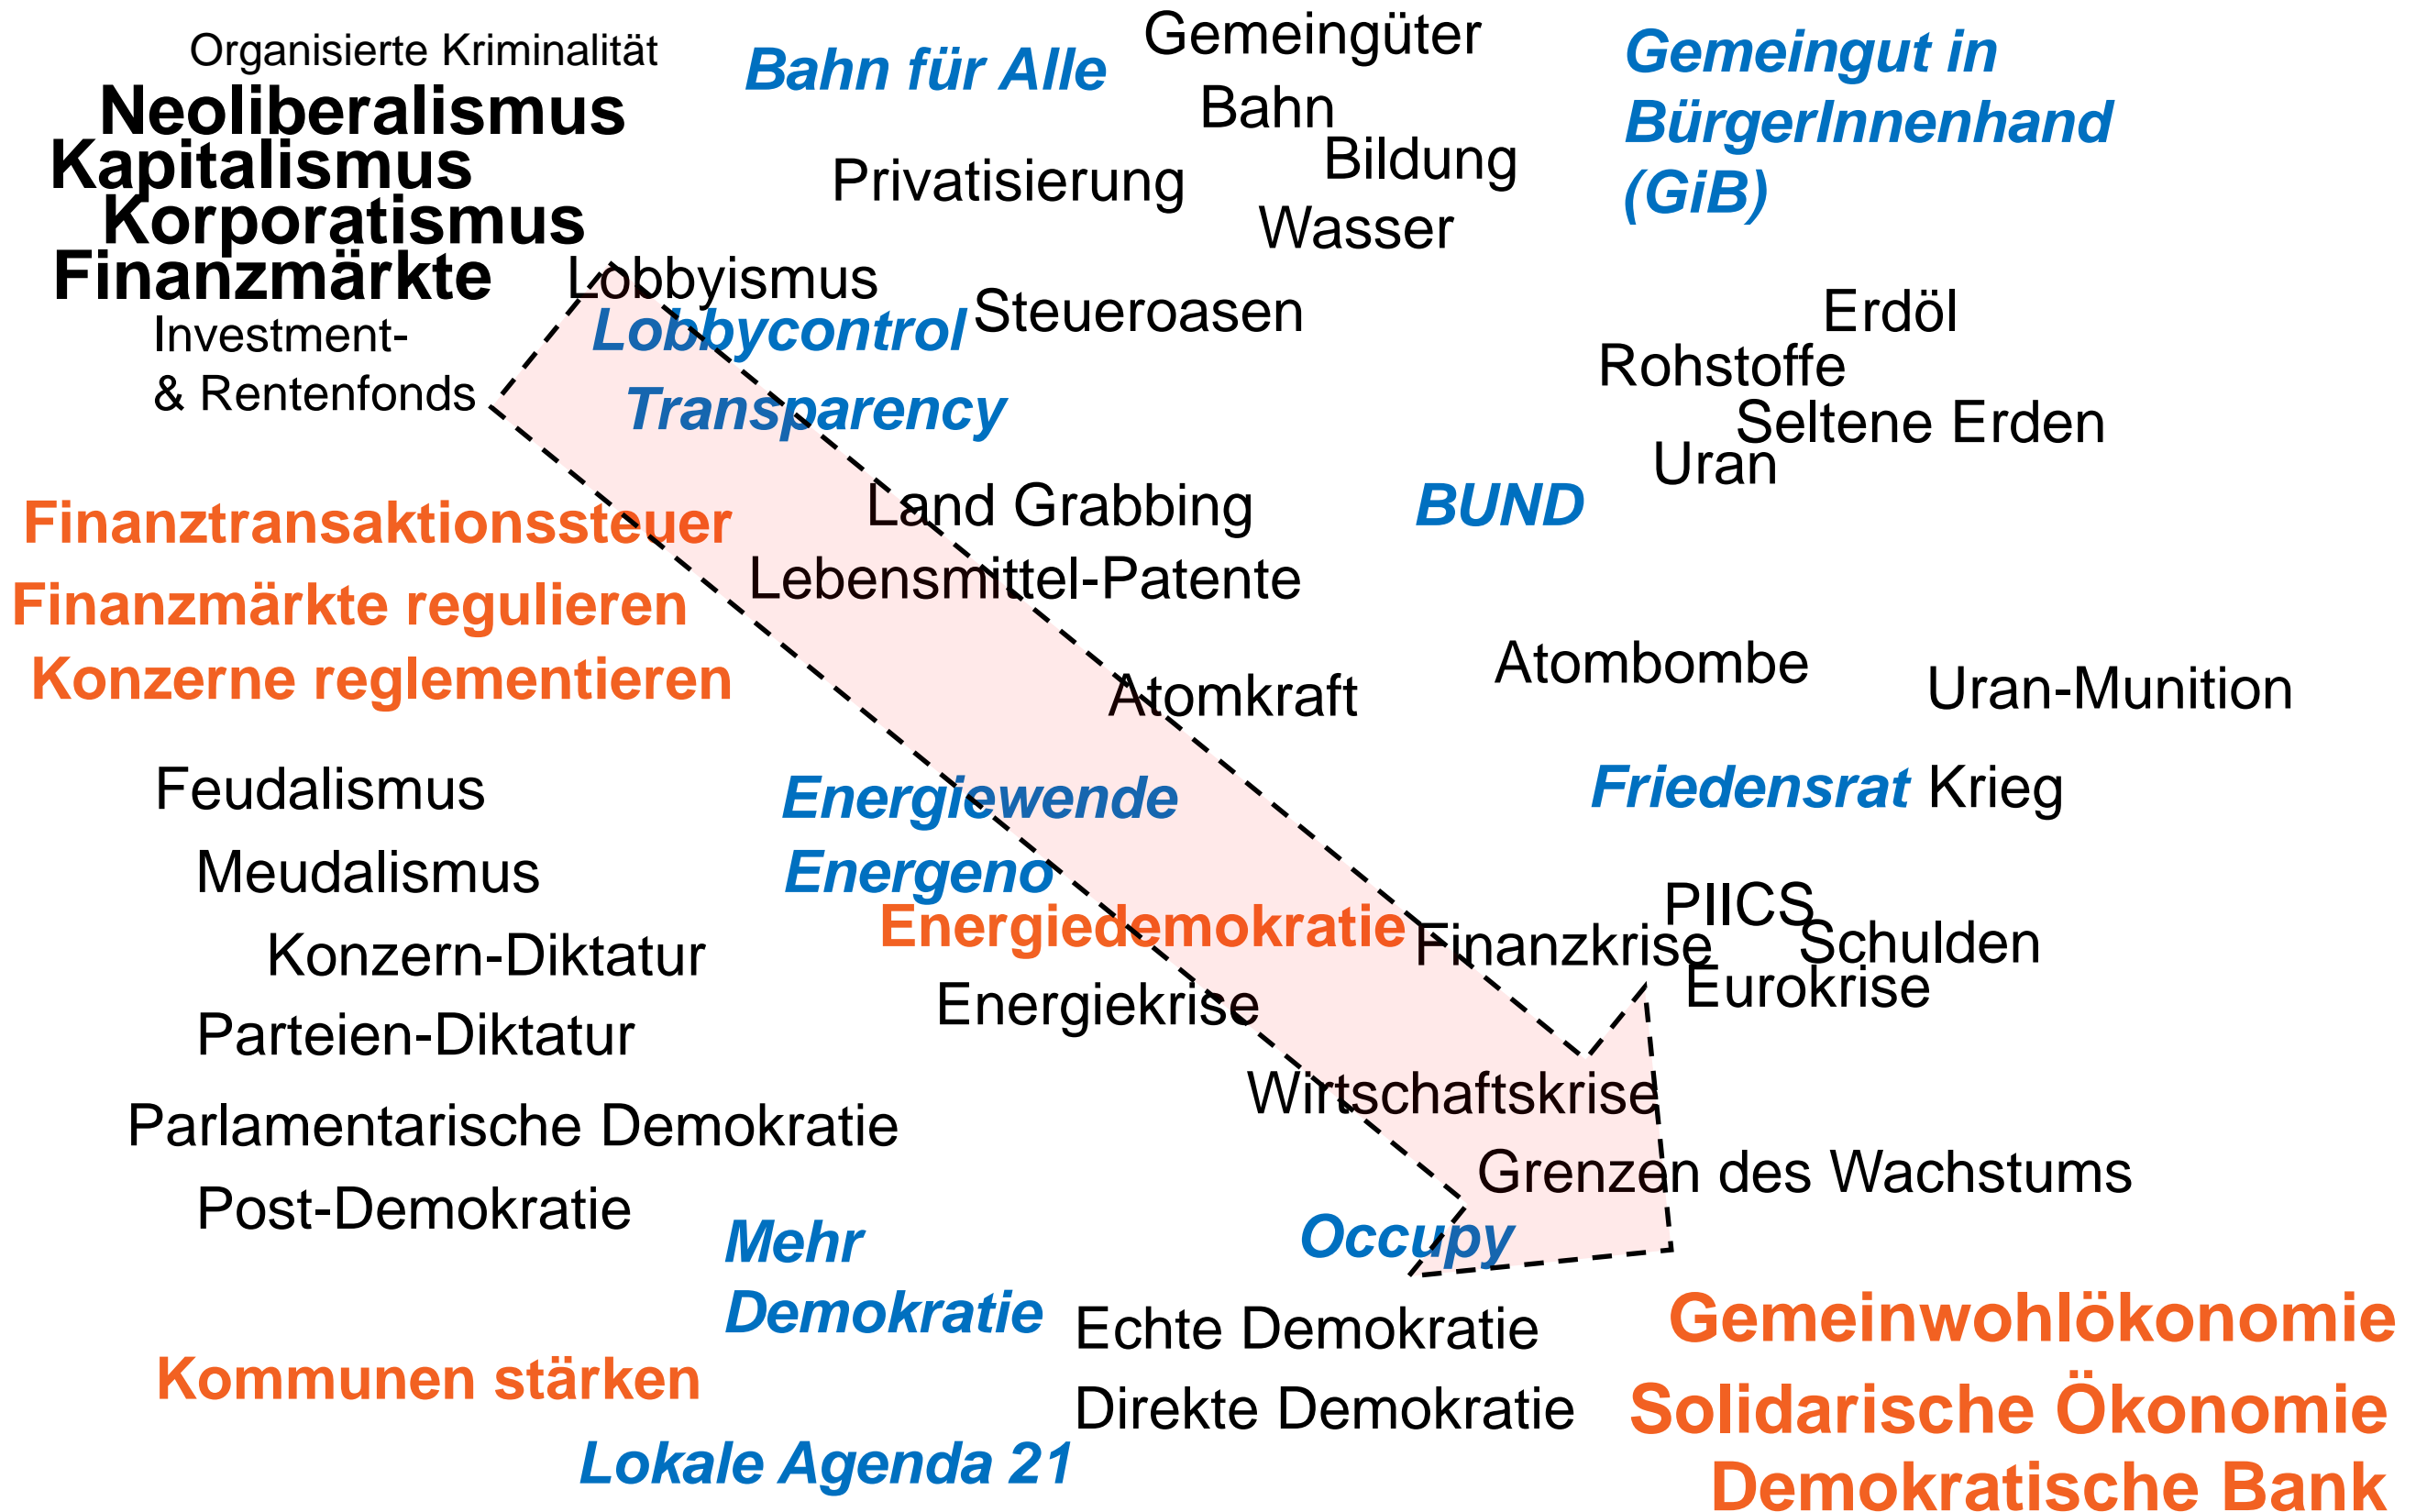 Organisierte Kriminalität
Neoliberalismus
Kapitalismus
Korporatismus
Finanzmärkte
Investment-
& Rentenfonds
Bahn für Alle
Gemeingüter
Bahn
Bildung
Privatisierung
Wasser
Gemeingut in
BürgerInnenhand
(GiB)
Lobbyismus
Lobbycontrol
Steueroasen
Transparency
Erdöl
Rohstoffe
Seltene Erden
Uran
Finanztransaktionssteuer
Finanzmärkte regulieren
Konzerne reglementieren
Land Grabbing
BUND
Lebensmittel-Patente
Atomkraft
Atombombe
Uran-Munition
Feudalismus
Meudalismus
Konzern-Diktatur
Parteien-Diktatur
Parlamentarische Demokratie
Post-Demokratie
Energiewende
Energeno
Energiedemokratie
Energiekrise
Friedensrat
Krieg
PIICS
Finanzkrise
Schulden
Eurokrise
Wirtschaftskrise
Grenzen des Wachstums
Occupy
Mehr
Demokratie
Echte Demokratie
Direkte Demokratie
Kommunen stärken
Lokale Agenda 21
Gemeinwohlökonomie
Solidarische Ökonomie
Demokratische Bank